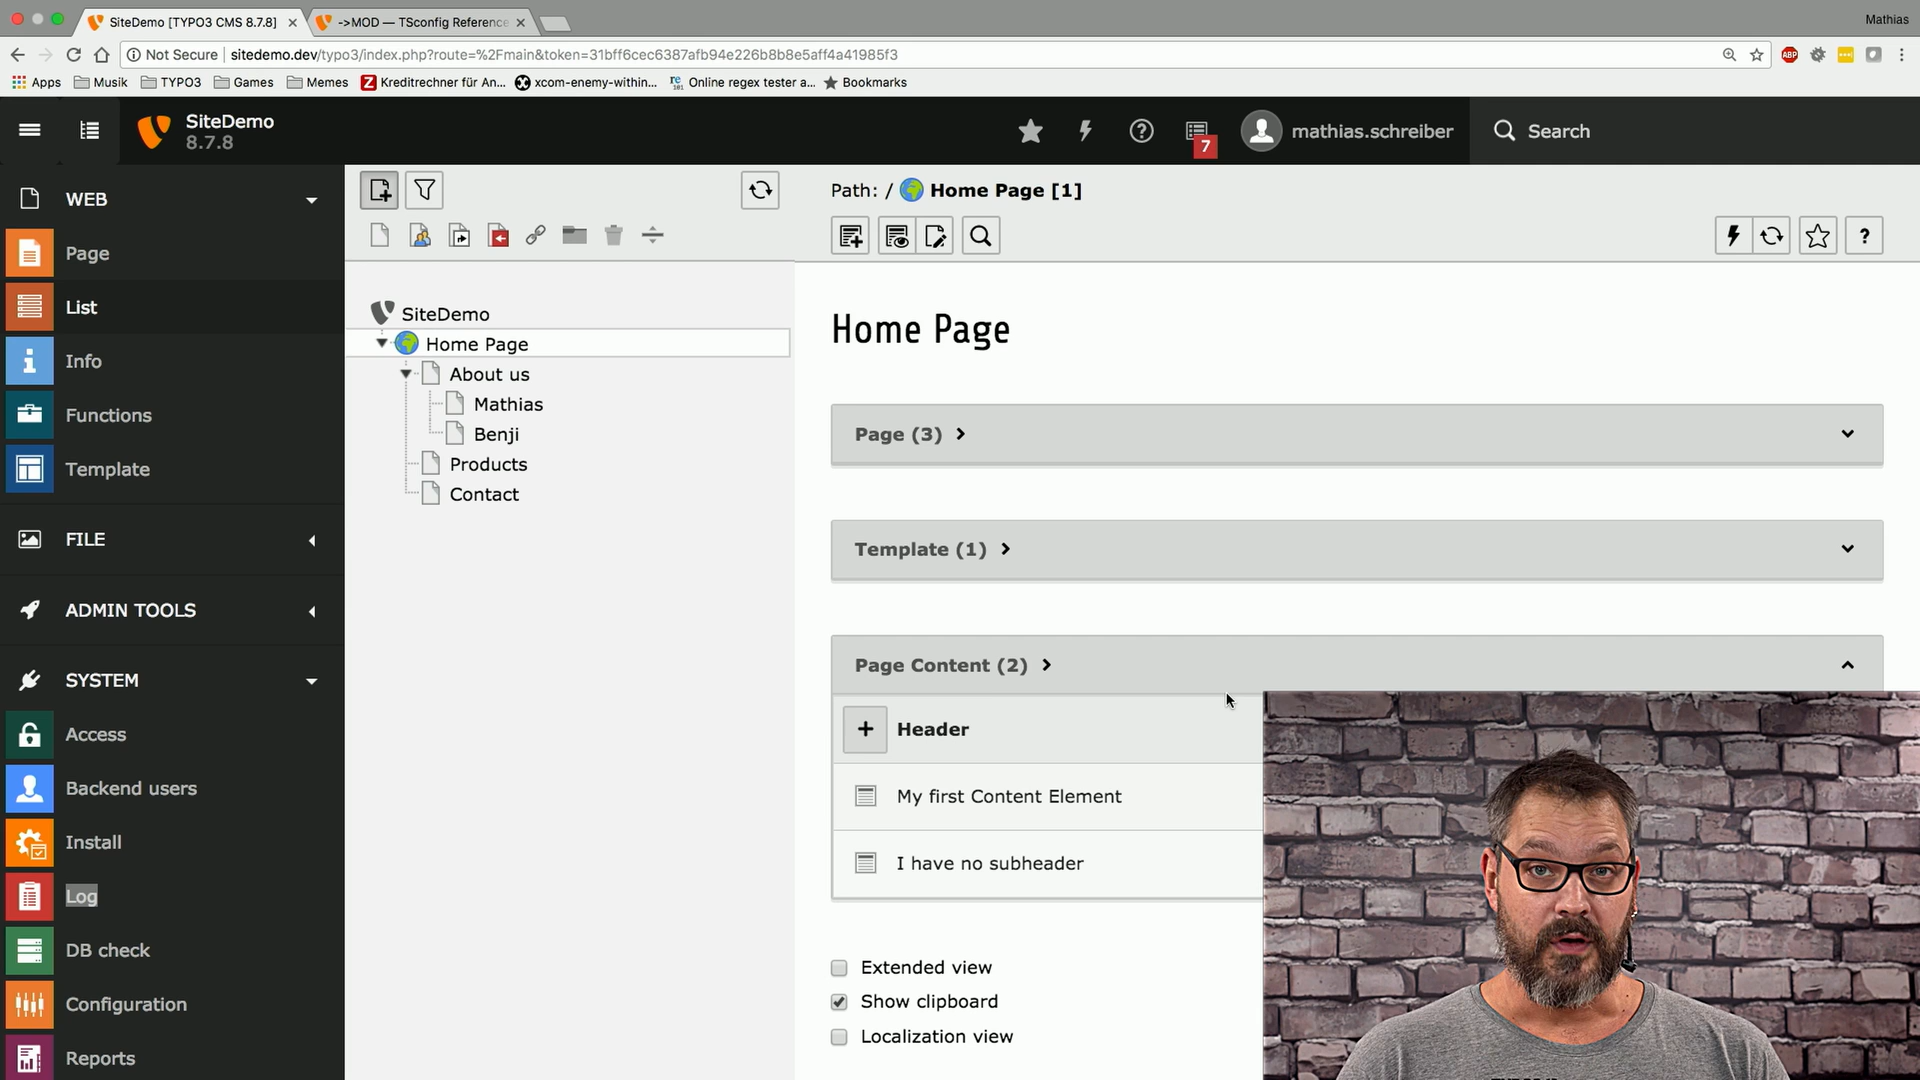 SiteDemo [TYPO3 CMS 8.7.8]
->MOD — TSconfig Reference
Mathias
Not Secure
sitedemo.dev/typo3/index.php?route=%2Fmain&token=31bff6cec6387afb94e226b8b8e5aff4a41985f3
ABP
Apps
Musik
TYPO3
Games
Memes
Kreditrechner für An...
xcom-enemy-within...
Online regex tester a...
Bookmarks
SiteDemo
8.7.8
7
mathias.schreiber
Search
WEB
Page
List
Info
Functions
Template
FILE
ADMIN TOOLS
SYSTEM
Access
Backend users
Install
Log
DB check
Configuration
Reports
SiteDemo
Home Page
About us
Mathias
Benji
Products
Contact
Path: / Home Page [1]
Home Page
Page (3)
Template (1)
Page Content (2)
Header
My first Content Element
I have no subheader
Extended view
Show clipboard
Localization view